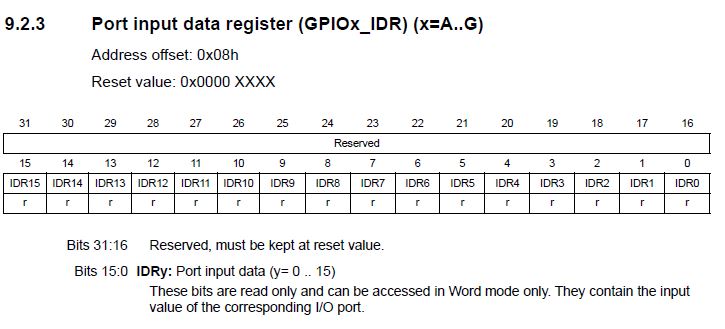 9.2.3 Port input data register (GPIOx_IDR) (x=A..G)
Address offset: 0x08h
Reset value: 0x0000 XXXX
31 30 29 28 27 26 25 24 23 22 21 20 19 18 17 16
Reserved
15 14 13 12 11 10 9 8 7 6 5 4 3 2 1 0
IDR15 IDR14 IDR13 IDR12 IDR11 IDR10 IDR9 IDR8 IDR7 IDR6 IDR5 IDR4 IDR3 IDR2 IDR1 IDR0
r r r r r r r r r r r r r r r r
Bits 31:16 Reserved, must be kept at reset value.
Bits 15:0 IDRy: Port input data (y= 0 .. 15)
These bits are read only and can be accessed in Word mode only. They contain the input
value of the corresponding I/O port.